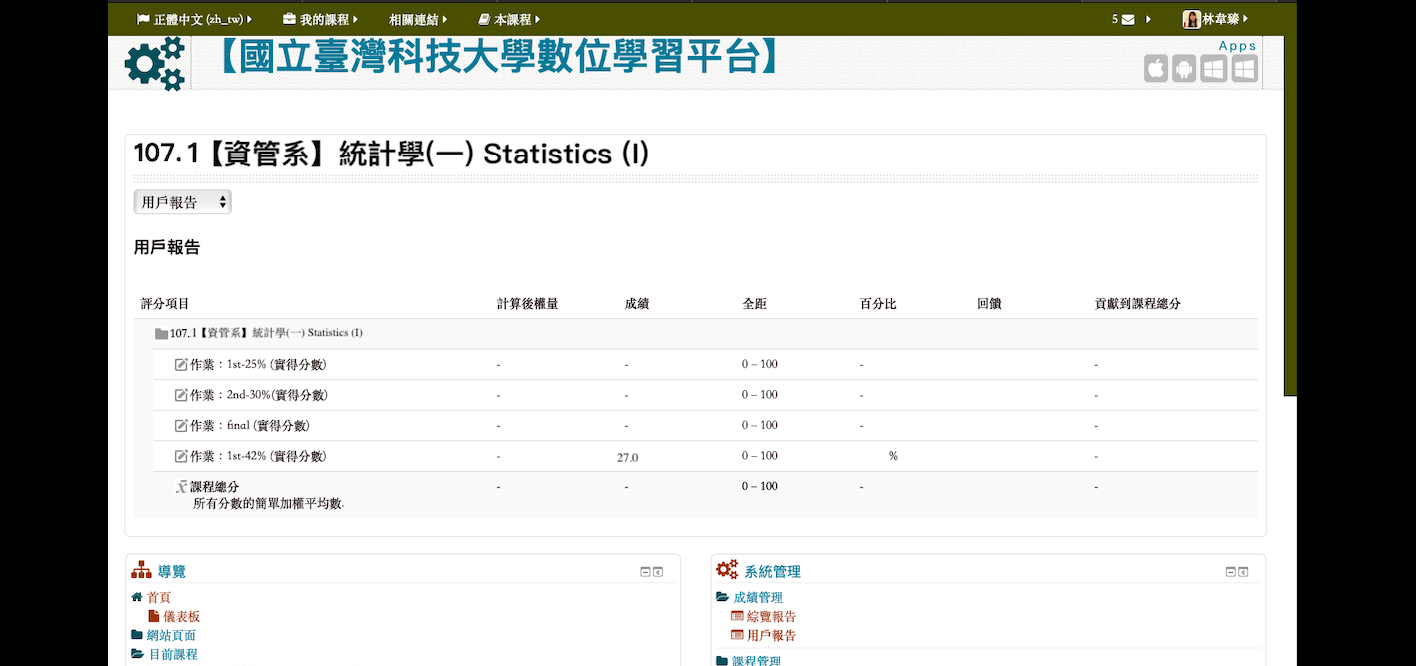 正體中文 (zh_tw) 我的課程 相關連結 本課程 5 林韋臻
【國立臺灣科技大學數位學習平台】
Apps
107.1【資管系】統計學(一) Statistics (I)
用戶報告
用戶報告
評分項目 計算後權量 成績 全距 百分比 回饋 貢獻到課程總分
107.1【資管系】統計學(一) Statistics (I)
作業：1st-25% (實得分數) - - 0 – 100 - -
作業：2nd-30%(實得分數) - - 0 – 100 - -
作業：final (實得分數) - - 0 – 100 - -
作業：1st-42% (實得分數) - 27.0 0 – 100 % -
課程總分 - - 0 – 100 - -
所有分數的簡單加權平均數.
導覽
首頁
儀表板
網站頁面
目前課程
系統管理
成績管理
綜覽報告
用戶報告
課程管理